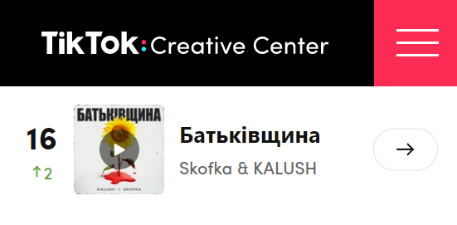 TikTok: Creative Center
16
↑2
БАТЬКІВЩИНА
KALUSH x SKOFKA
Батьківщина
Skofka & KALUSH